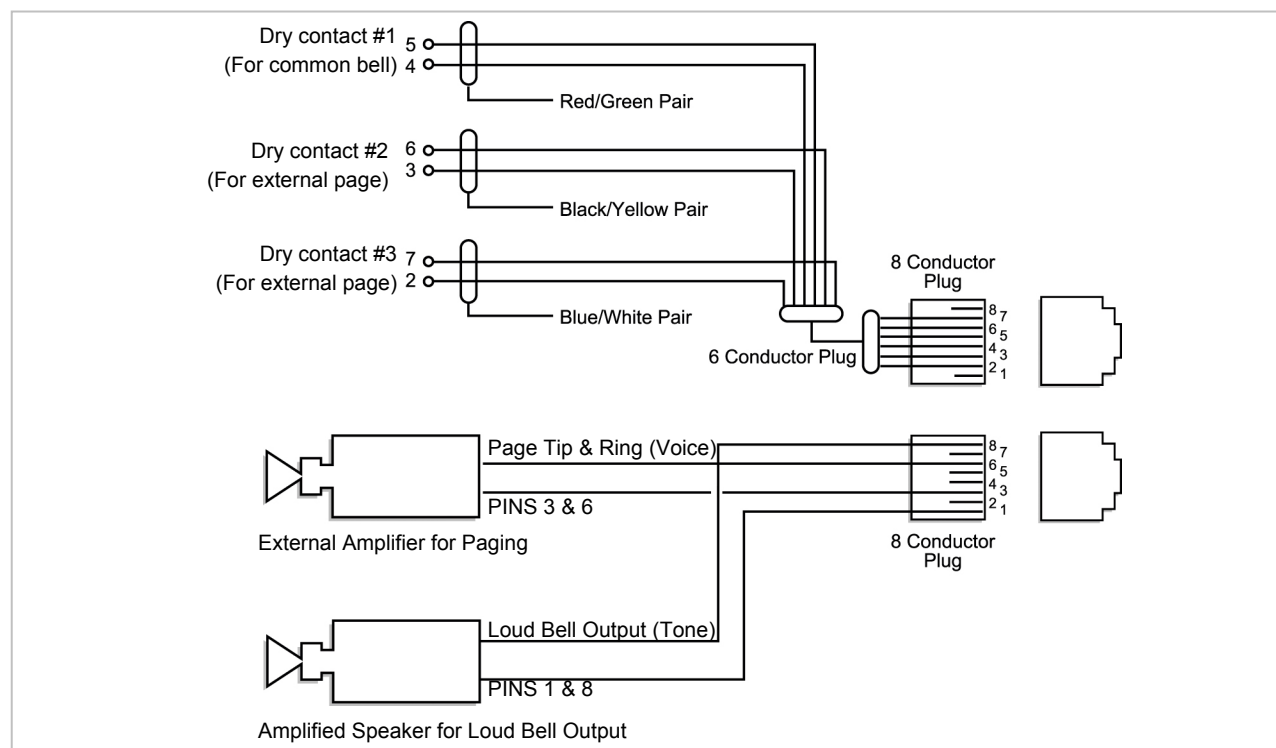 Dry contact #1
(For common bell)
5
4
Red/Green Pair
Dry contact #2
(For external page)
6
3
Black/Yellow Pair
Dry contact #3
(For external page)
7
2
Blue/White Pair
6 Conductor Plug
8 Conductor
Plug
8
7
6
5
4
3
2
1
Page Tip & Ring (Voice)
PINS 3 & 6
External Amplifier for Paging
8
7
6
5
4
3
2
1
8 Conductor
Plug
Loud Bell Output (Tone)
PINS 1 & 8
Amplified Speaker for Loud Bell Output